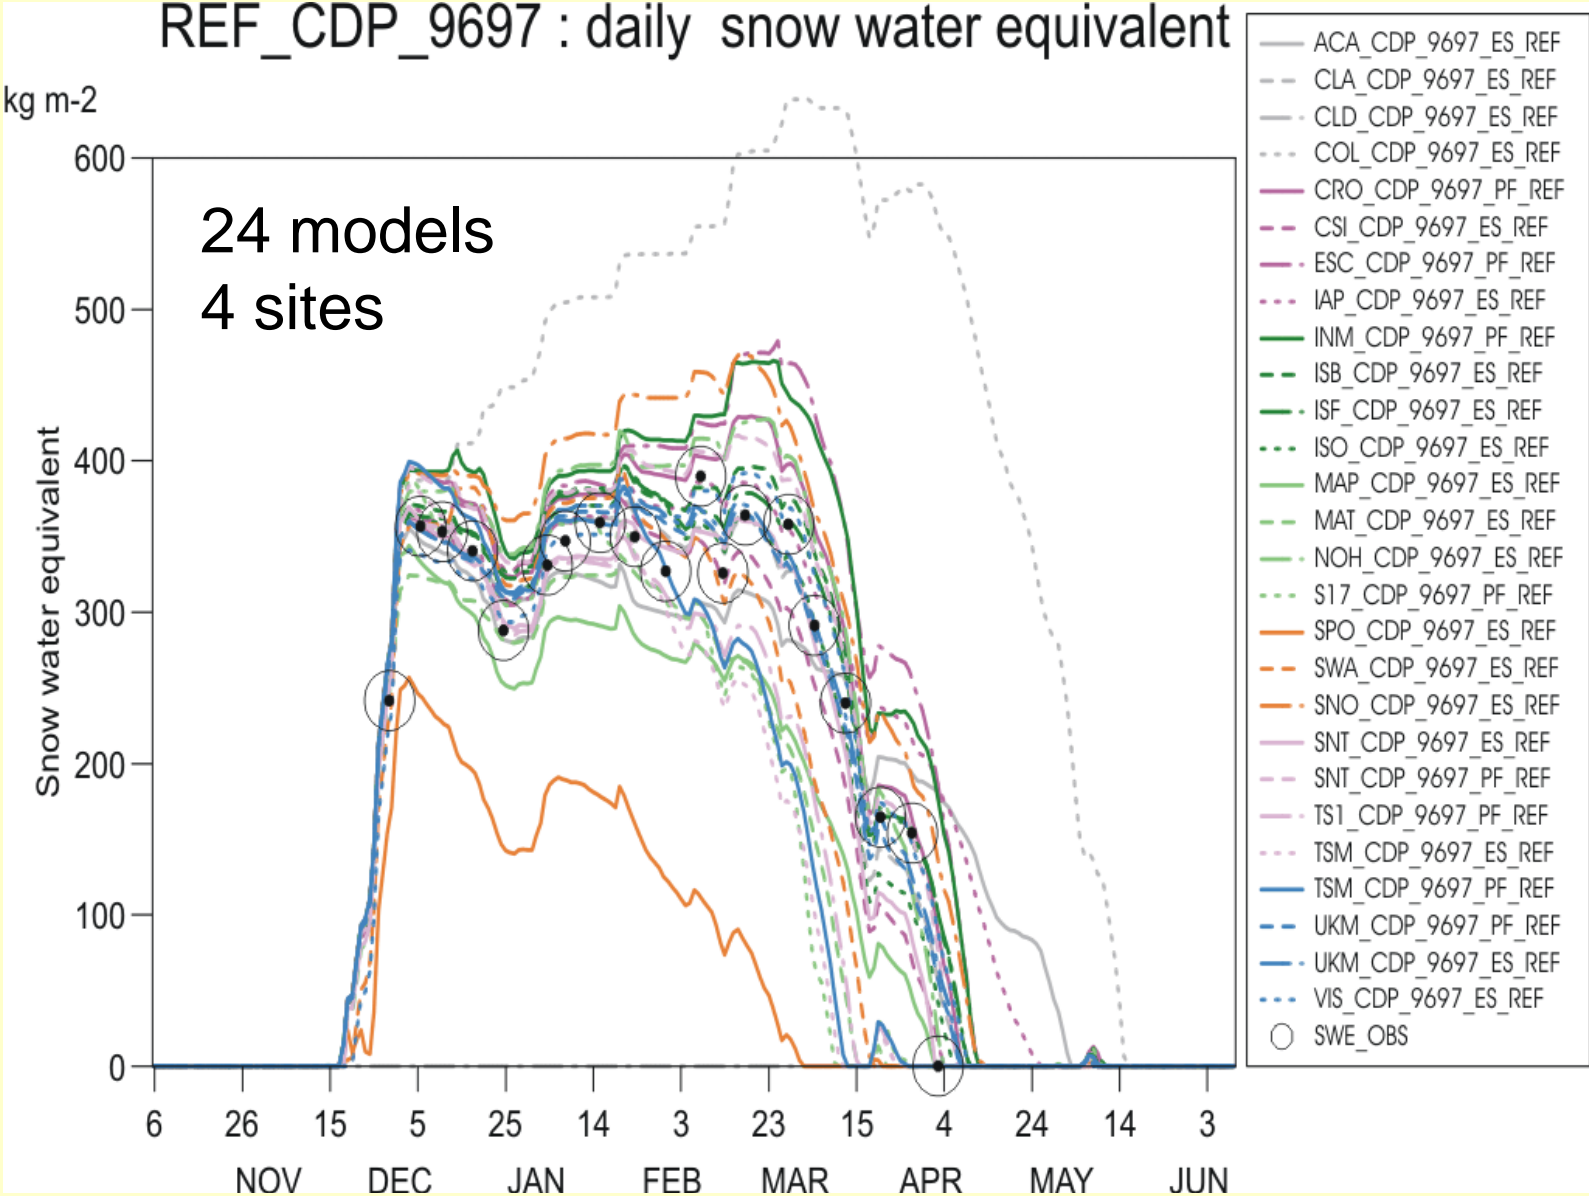 REF_CDP_9697 : daily snow water equivalent
kg m-2
600
24 models
4 sites
500
400
300
200
100
0
Snow water equivalent
6 26 15 5 25 14 3 23 15 4 24 14 3
NOV DEC JAN FEB MAR APR MAY JUN
ACA_CDP_9697_ES_REF
CLA_CDP_9697_ES_REF
CLD_CDP_9697_ES_REF
COL_CDP_9697_ES_REF
CRO_CDP_9697_PF_REF
CSI_CDP_9697_ES_REF
ESC_CDP_9697_PF_REF
IAP_CDP_9697_ES_REF
INM_CDP_9697_PF_REF
ISB_CDP_9697_ES_REF
ISF_CDP_9697_ES_REF
ISO_CDP_9697_ES_REF
MAP_CDP_9697_ES_REF
MAT_CDP_9697_ES_REF
NOH_CDP_9697_ES_REF
S17_CDP_9697_PF_REF
SPO_CDP_9697_ES_REF
SWA_CDP_9697_ES_REF
SNO_CDP_9697_ES_REF
SNT_CDP_9697_ES_REF
SNT_CDP_9697_PF_REF
TS1_CDP_9697_PF_REF
TSM_CDP_9697_ES_REF
TSM_CDP_9697_PF_REF
UKM_CDP_9697_PF_REF
UKM_CDP_9697_ES_REF
VIS_CDP_9697_ES_REF
SWE_OBS